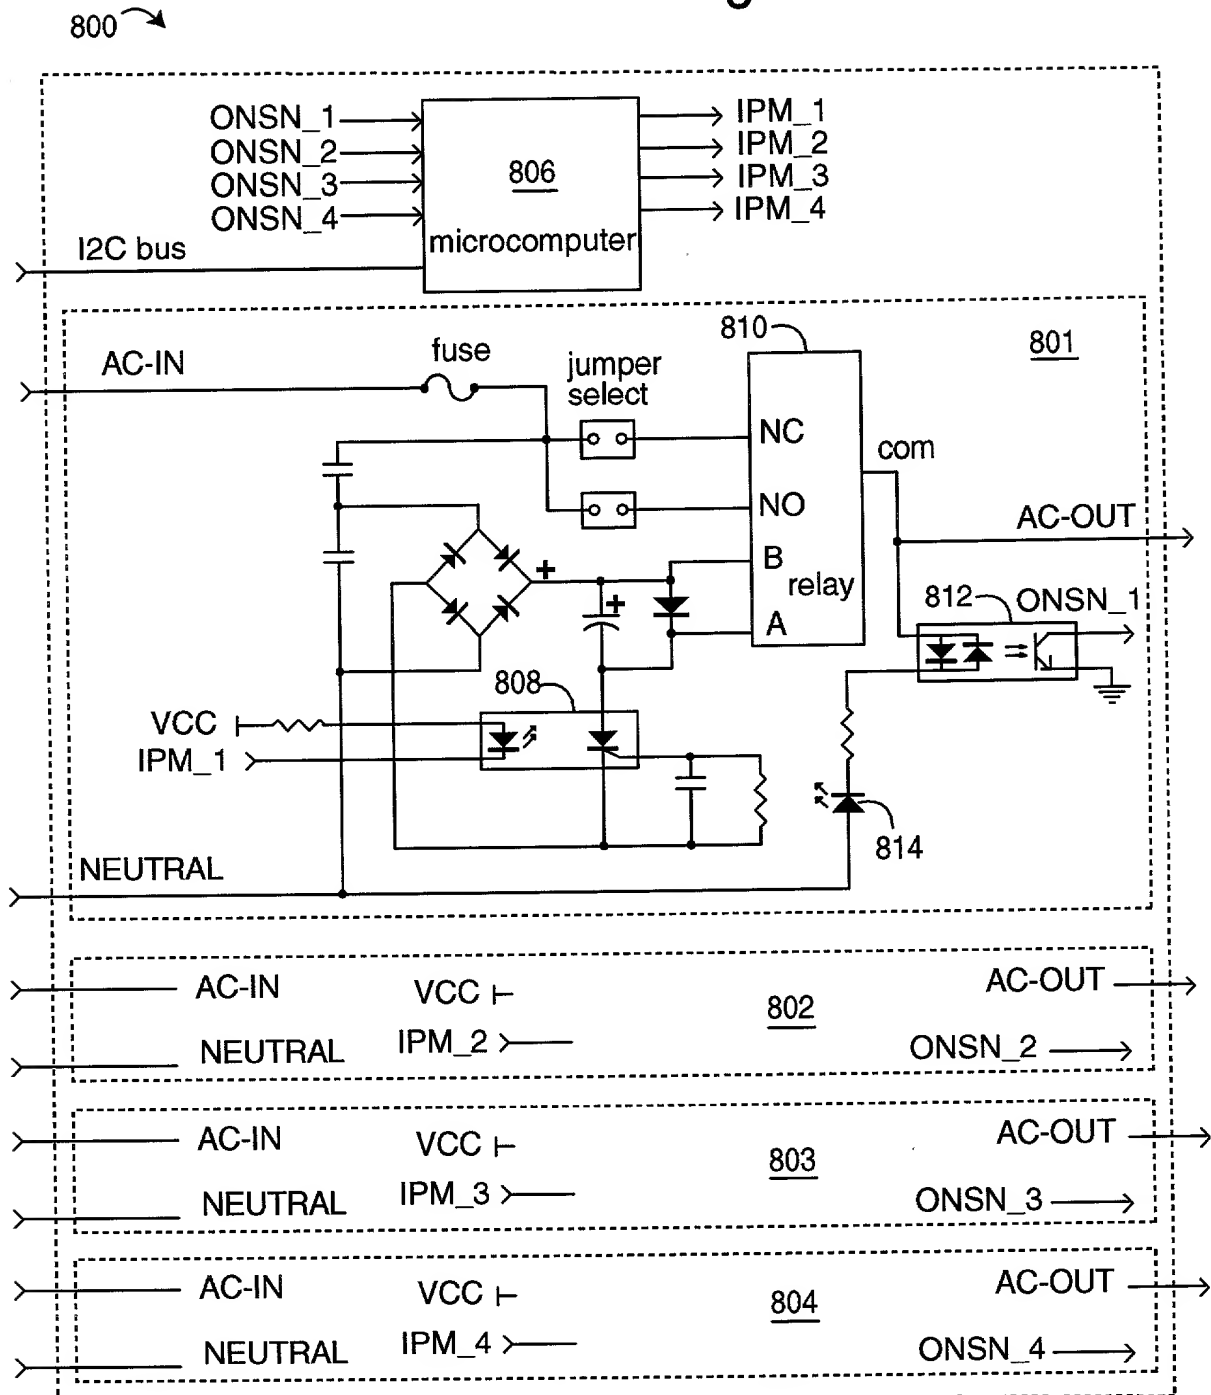 800
ONSN_1
ONSN_2
ONSN_3
ONSN_4
I2C bus
806
microcomputer
IPM_1
IPM_2
IPM_3
IPM_4
801
AC-IN
fuse
jumper
select
810
NC
NO
B
relay
A
com
AC-OUT
812
ONSN_1
+
+
808
VCC
IPM_1
814
NEUTRAL
AC-IN
VCC
802
AC-OUT
NEUTRAL
IPM_2
ONSN_2
AC-IN
VCC
803
AC-OUT
NEUTRAL
IPM_3
ONSN_3
AC-IN
VCC
804
AC-OUT
NEUTRAL
IPM_4
ONSN_4